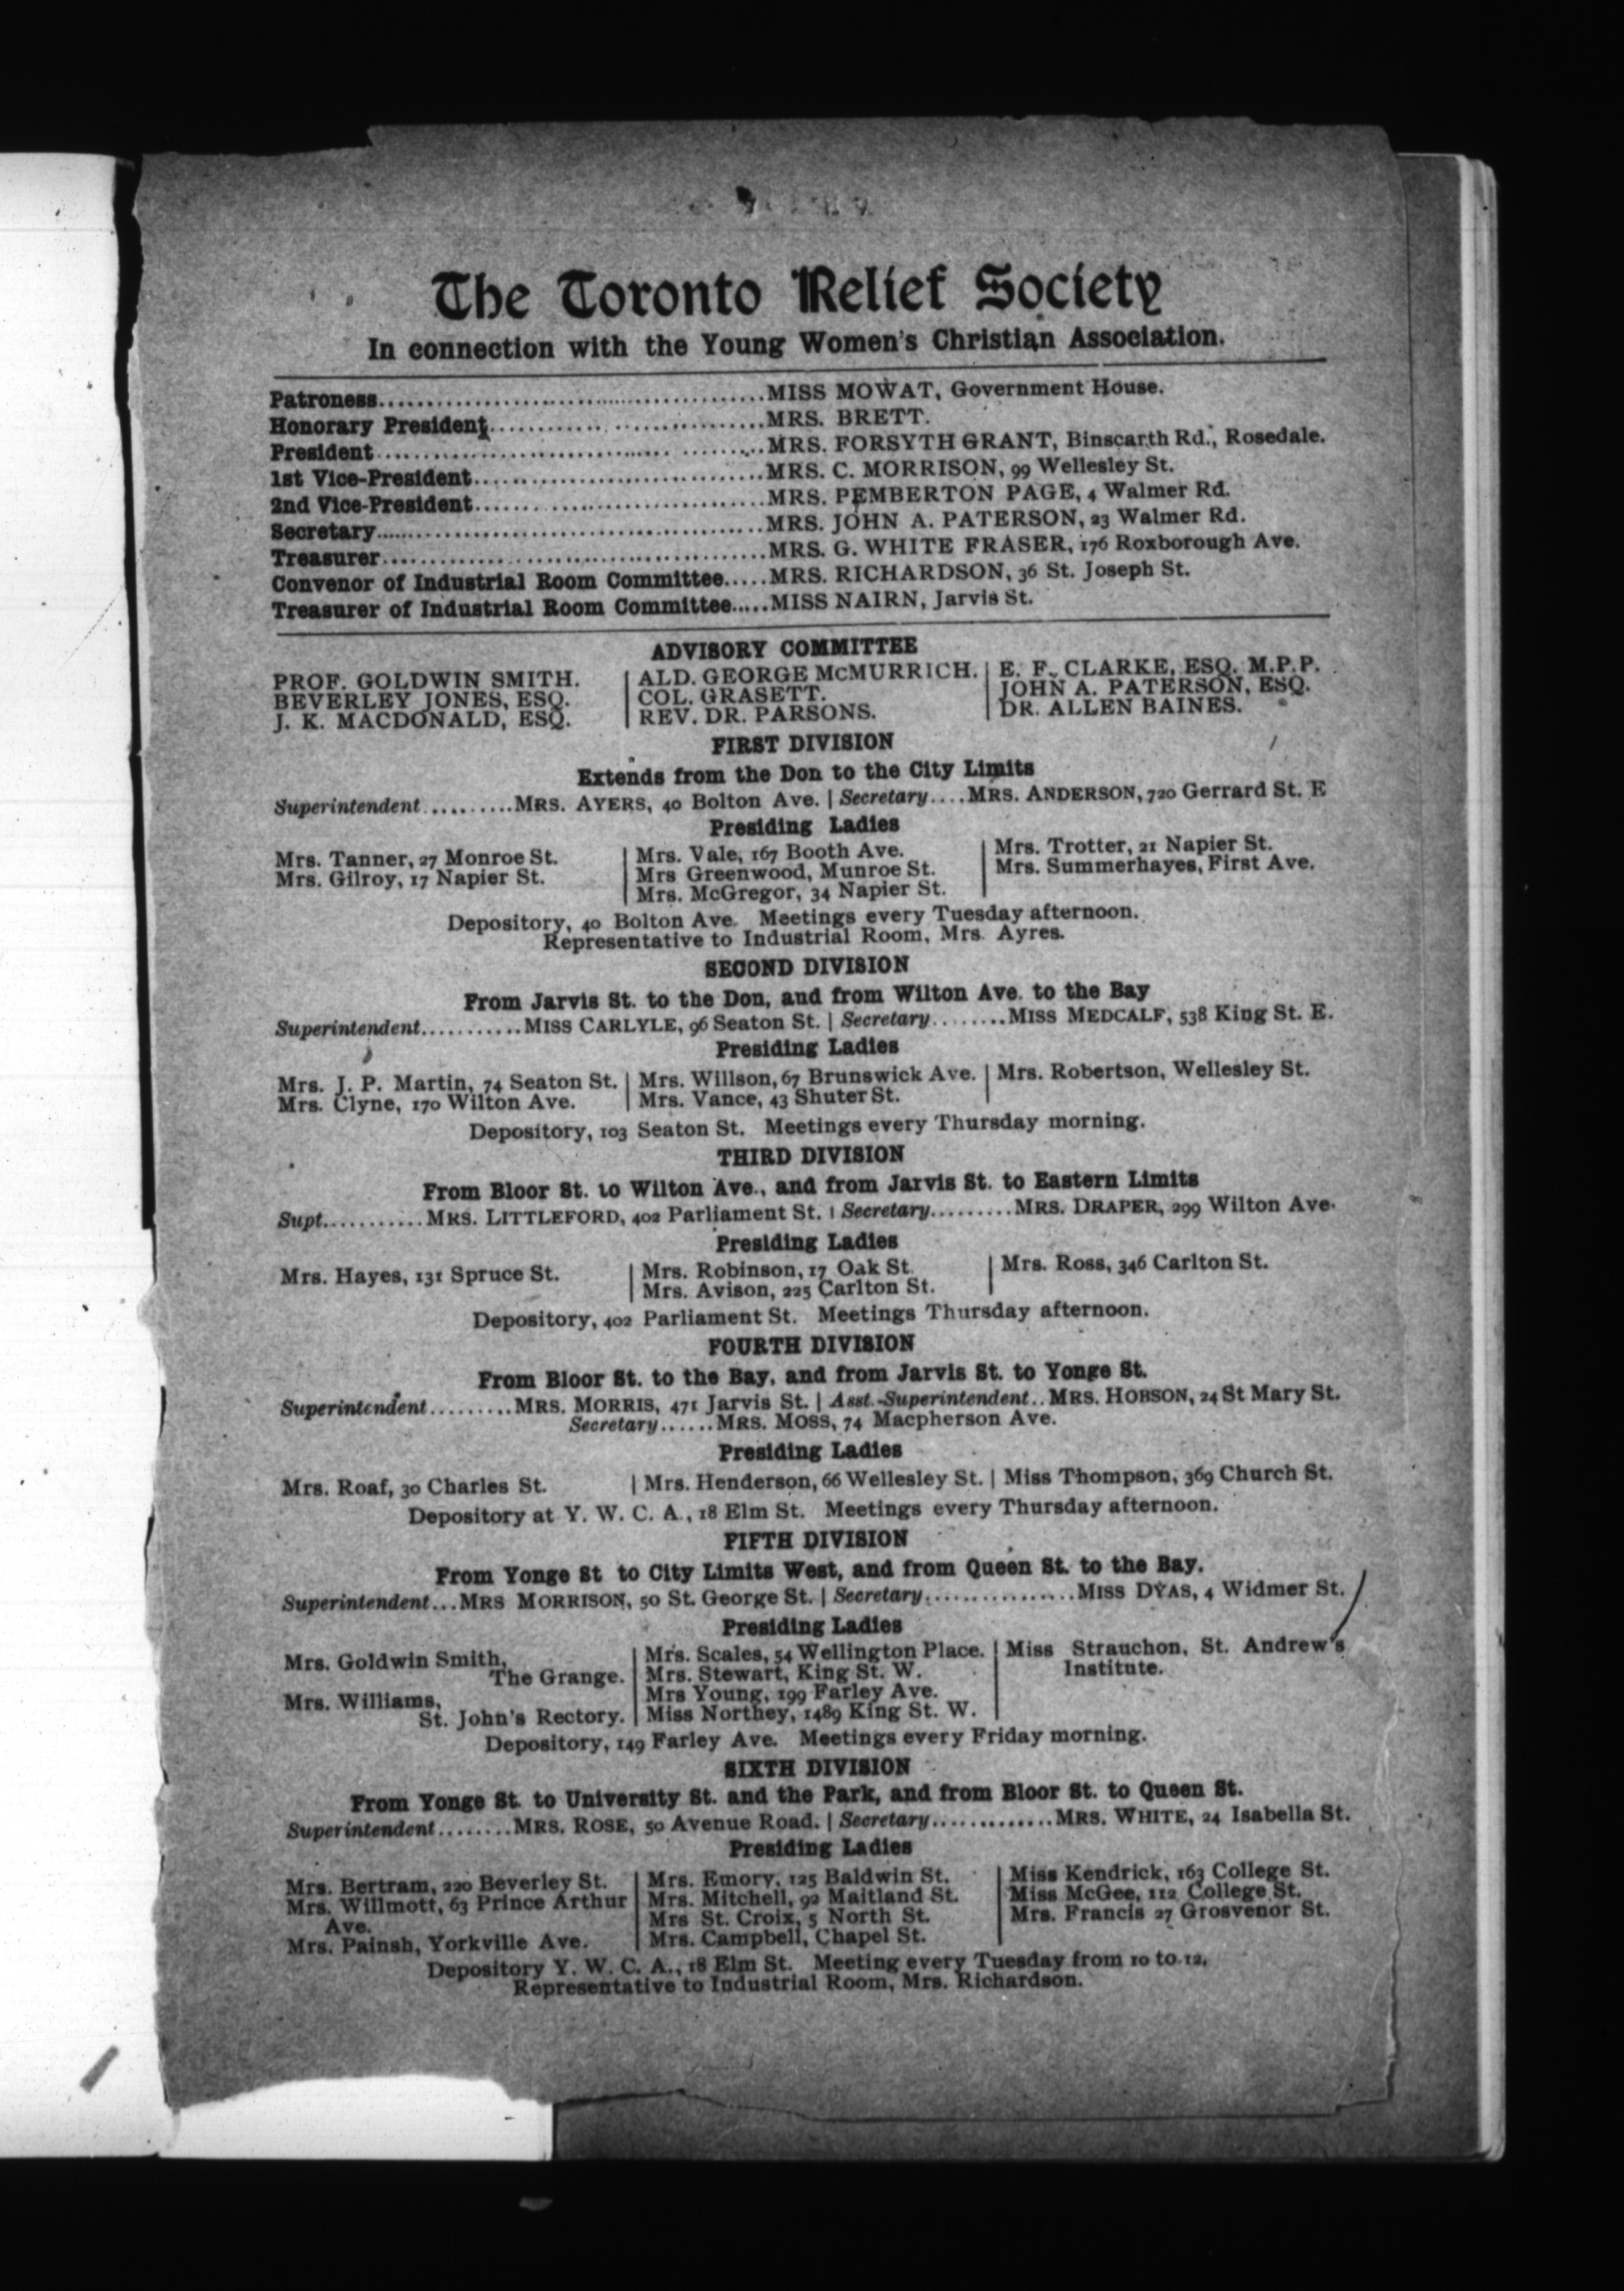 The Toronto Relief Society
In connection with the Young Women's Christian Association.
Patroness........................................MISS MOWAT, Government House.
Honorary President............................MRS. BRETT.
President........................................MRS. FORSYTH GRANT, Binscarth Rd., Rosedale.
1st Vice-President..............................MRS. C. MORRISON, 99 Wellesley St.
2nd Vice-President..............................MRS. PEMBERTON PAGE, 4 Walmer Rd.
Secretary........................................MRS. JOHN A. PATERSON, 23 Walmer Rd.
Treasurer........................................MRS. G. WHITE FRASER, 176 Roxborough Ave.
Convenor of Industrial Room Committee.....MRS. RICHARDSON, 36 St. Joseph St.
Treasurer of Industrial Room Committee.....MISS NAIRN, Jarvis St.
ADVISORY COMMITTEE
PROF. GOLDWIN SMITH. | ALD. GEORGE McMURRICH. | E. F. CLARKE, ESQ. M.P.P.
BEVERLEY JONES, ESQ. | COL. GRASETT. | JOHN A. PATERSON, ESQ.
J. K. MACDONALD, ESQ. | REV. DR. PARSONS. | DR. ALLEN BAINES.
FIRST DIVISION
Extends from the Don to the City Limits
Superintendent..........MRS. AYERS, 40 Bolton Ave. | Secretary....MRS. ANDERSON, 720 Gerrard St. E
Presiding Ladies
Mrs. Tanner, 27 Monroe St. | Mrs. Vale, 167 Booth Ave. | Mrs. Trotter, 21 Napier St.
Mrs. Gilroy, 17 Napier St. | Mrs Greenwood, Munroe St. | Mrs. Summerhayes, First Ave.
Mrs. McGregor, 34 Napier St.
Depository, 40 Bolton Ave. Meetings every Tuesday afternoon.
Representative to Industrial Room, Mrs. Ayres.
SECOND DIVISION
From Jarvis St. to the Don, and from Wilton Ave. to the Bay
Superintendent...........MISS CARLYLE, 96 Seaton St. | Secretary........MISS MEDCALF, 538 King St. E.
Presiding Ladies
Mrs. J. P. Martin, 74 Seaton St. | Mrs. Willson, 67 Brunswick Ave. | Mrs. Robertson, Wellesley St.
Mrs. Clyne, 170 Wilton Ave. | Mrs. Vance, 43 Shuter St.
Depository, 103 Seaton St. Meetings every Thursday morning.
THIRD DIVISION
From Bloor St. to Wilton Ave., and from Jarvis St. to Eastern Limits
Supt...........MRS. LITTLEFORD, 402 Parliament St. | Secretary.........MRS. DRAPER, 299 Wilton Ave.
Presiding Ladies
Mrs. Hayes, 131 Spruce St. | Mrs. Robinson, 17 Oak St. | Mrs. Ross, 346 Carlton St.
Mrs. Avison, 225 Carlton St.
Depository, 402 Parliament St. Meetings Thursday afternoon.
FOURTH DIVISION
From Bloor St. to the Bay, and from Jarvis St. to Yonge St.
Superintendent.........MRS. MORRIS, 471 Jarvis St. | Asst.-Superintendent..MRS. HOBSON, 24 St Mary St.
Secretary......MRS. MOSS, 74 Macpherson Ave.
Presiding Ladies
Mrs. Roaf, 30 Charles St. | Mrs. Henderson, 66 Wellesley St. | Miss Thompson, 369 Church St.
Depository at Y. W. C. A., 18 Elm St. Meetings every Thursday afternoon.
FIFTH DIVISION
From Yonge St to City Limits West, and from Queen St. to the Bay.
Superintendent...MRS MORRISON, 50 St. George St. | Secretary................MISS DYAS, 4 Widmer St.
Presiding Ladies
Mrs. Goldwin Smith, | Mrs. Scales, 54 Wellington Place. | Miss Strauchon, St. Andrew's
The Grange. | Mrs. Stewart, King St. W. | Institute.
Mrs. Williams, | Mrs Young, 199 Farley Ave.
St. John's Rectory. | Miss Northey, 1489 King St. W.
Depository, 149 Farley Ave. Meetings every Friday morning.
SIXTH DIVISION
From Yonge St. to University St. and the Park, and from Bloor St. to Queen St.
Superintendent........MRS. ROSE, 50 Avenue Road. | Secretary.............MRS. WHITE, 24 Isabella St.
Presiding Ladies
Mrs. Bertram, 220 Beverley St. | Mrs. Emory, 125 Baldwin St. | Miss Kendrick, 163 College St.
Mrs. Willmott, 63 Prince Arthur | Mrs. Mitchell, 92 Maitland St. | Miss McGee, 112 College St.
Ave. | Mrs St. Croix, 5 North St. | Mrs. Francis 27 Grosvenor St.
Mrs. Painsh, Yorkville Ave. | Mrs. Campbell, Chapel St.
Depository Y. W. C. A., 18 Elm St. Meeting every Tuesday from 10 to 12.
Representative to Industrial Room, Mrs. Richardson.